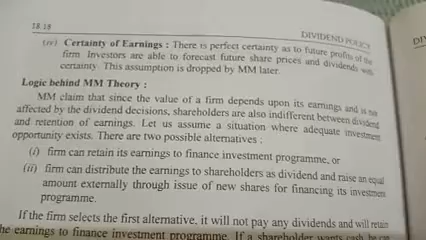 18.18
DIVIDEND POLICY
(iv) Certainty of Earnings : There is perfect certainty as to future profits of the
firm. Investors are able to forecast future share prices and dividends with
certainty. This assumption is dropped by MM later.
Logic behind MM Theory :
MM claim that since the value of a firm depends upon its earnings and is not
affected by the dividend decisions, shareholders are also indifferent between dividend
and retention of earnings. Let us assume a situation where adequate investment
opportunity exists. There are two possible alternatives :
(i) firm can retain its earnings to finance investment programme, or
(ii) firm can distribute the earnings to shareholders as dividend and raise an equal
amount externally through issue of new shares for financing its investment
programme.
If the firm selects the first alternative, it will not pay any dividends and will retain
the earnings to finance investment programme. If a shareholder wants cash he can